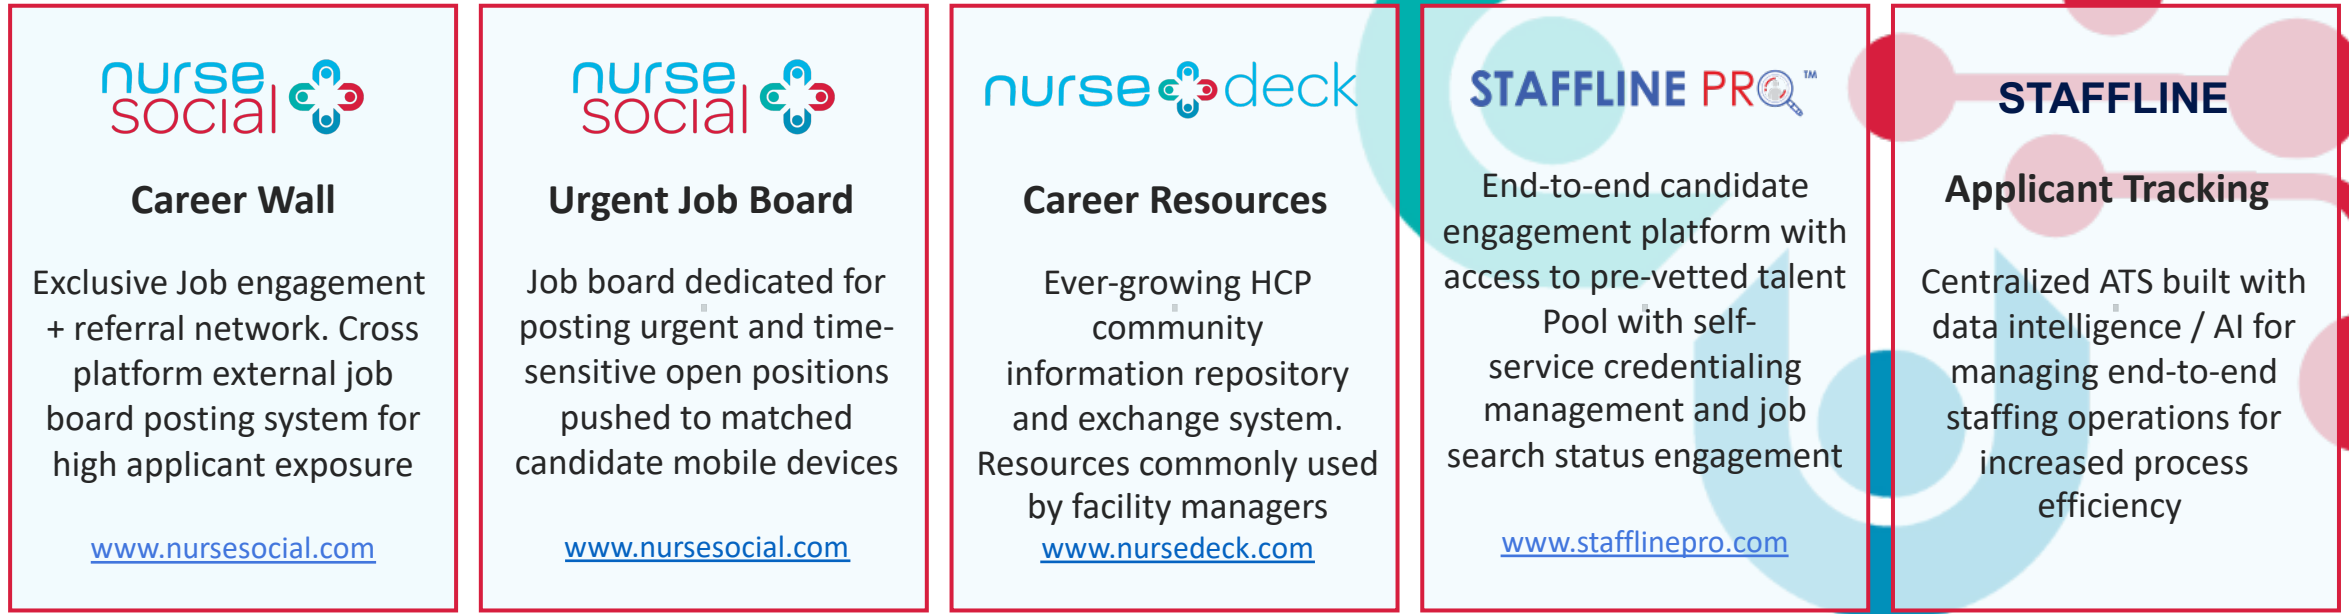 nurse
social
Career Wall
Exclusive Job engagement
+ referral network. Cross
platform external job
board posting system for
high applicant exposure
www.nursesocial.com
nurse
social
Urgent Job Board
Job board dedicated for
posting urgent and time-
sensitive open positions
pushed to matched
candidate mobile devices
www.nursesocial.com
nurse deck
Career Resources
Ever-growing HCP
community
information repository
and exchange system.
Resources commonly used
by facility managers
www.nursedeck.com
STAFFLINE PRO™
End-to-end candidate
engagement platform with
access to pre-vetted talent
Pool with self-
service credentialing
management and job
search status engagement
www.stafflinepro.com
STAFFLINE
Applicant Tracking
Centralized ATS built with
data intelligence / AI for
managing end-to-end
staffing operations for
increased process
efficiency